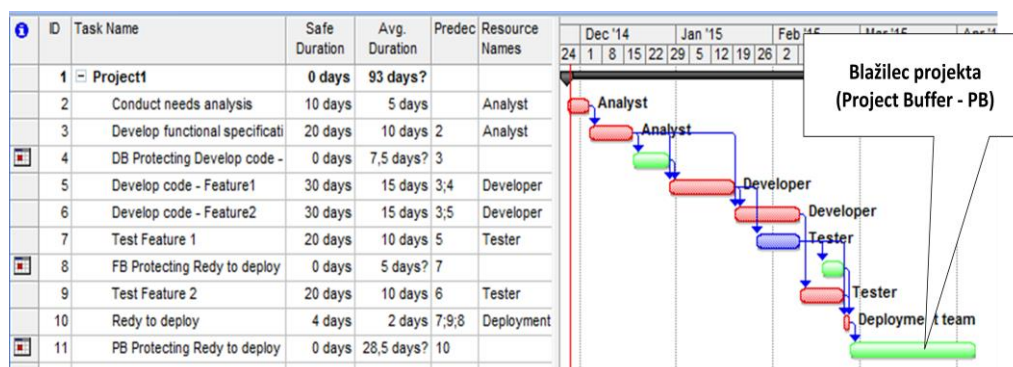 ID Task Name Safe Duration Avg. Duration Predec Resource Names
1 Project1 0 days 93 days?
2 Conduct needs analysis 10 days 5 days Analyst
3 Develop functional specificati 20 days 10 days 2 Analyst
4 DB Protecting Develop code - 0 days 7,5 days? 3
5 Develop code - Feature1 30 days 15 days 3;4 Developer
6 Develop code - Feature2 30 days 15 days 3;5 Developer
7 Test Feature 1 20 days 10 days 5 Tester
8 FB Protecting Redy to deploy 0 days 5 days? 7
9 Test Feature 2 20 days 10 days 6 Tester
10 Redy to deploy 4 days 2 days 7;9;8 Deployment
11 PB Protecting Redy to deploy 0 days 28,5 days? 10
Dec '14 Jan '15 Feb '15 Mar '15
24 1 8 15 22 29 5 12 19 26 2
Blažilec projekta
(Project Buffer - PB)
Analyst
Analyst
Developer
Developer
Tester
Tester
Deployment team